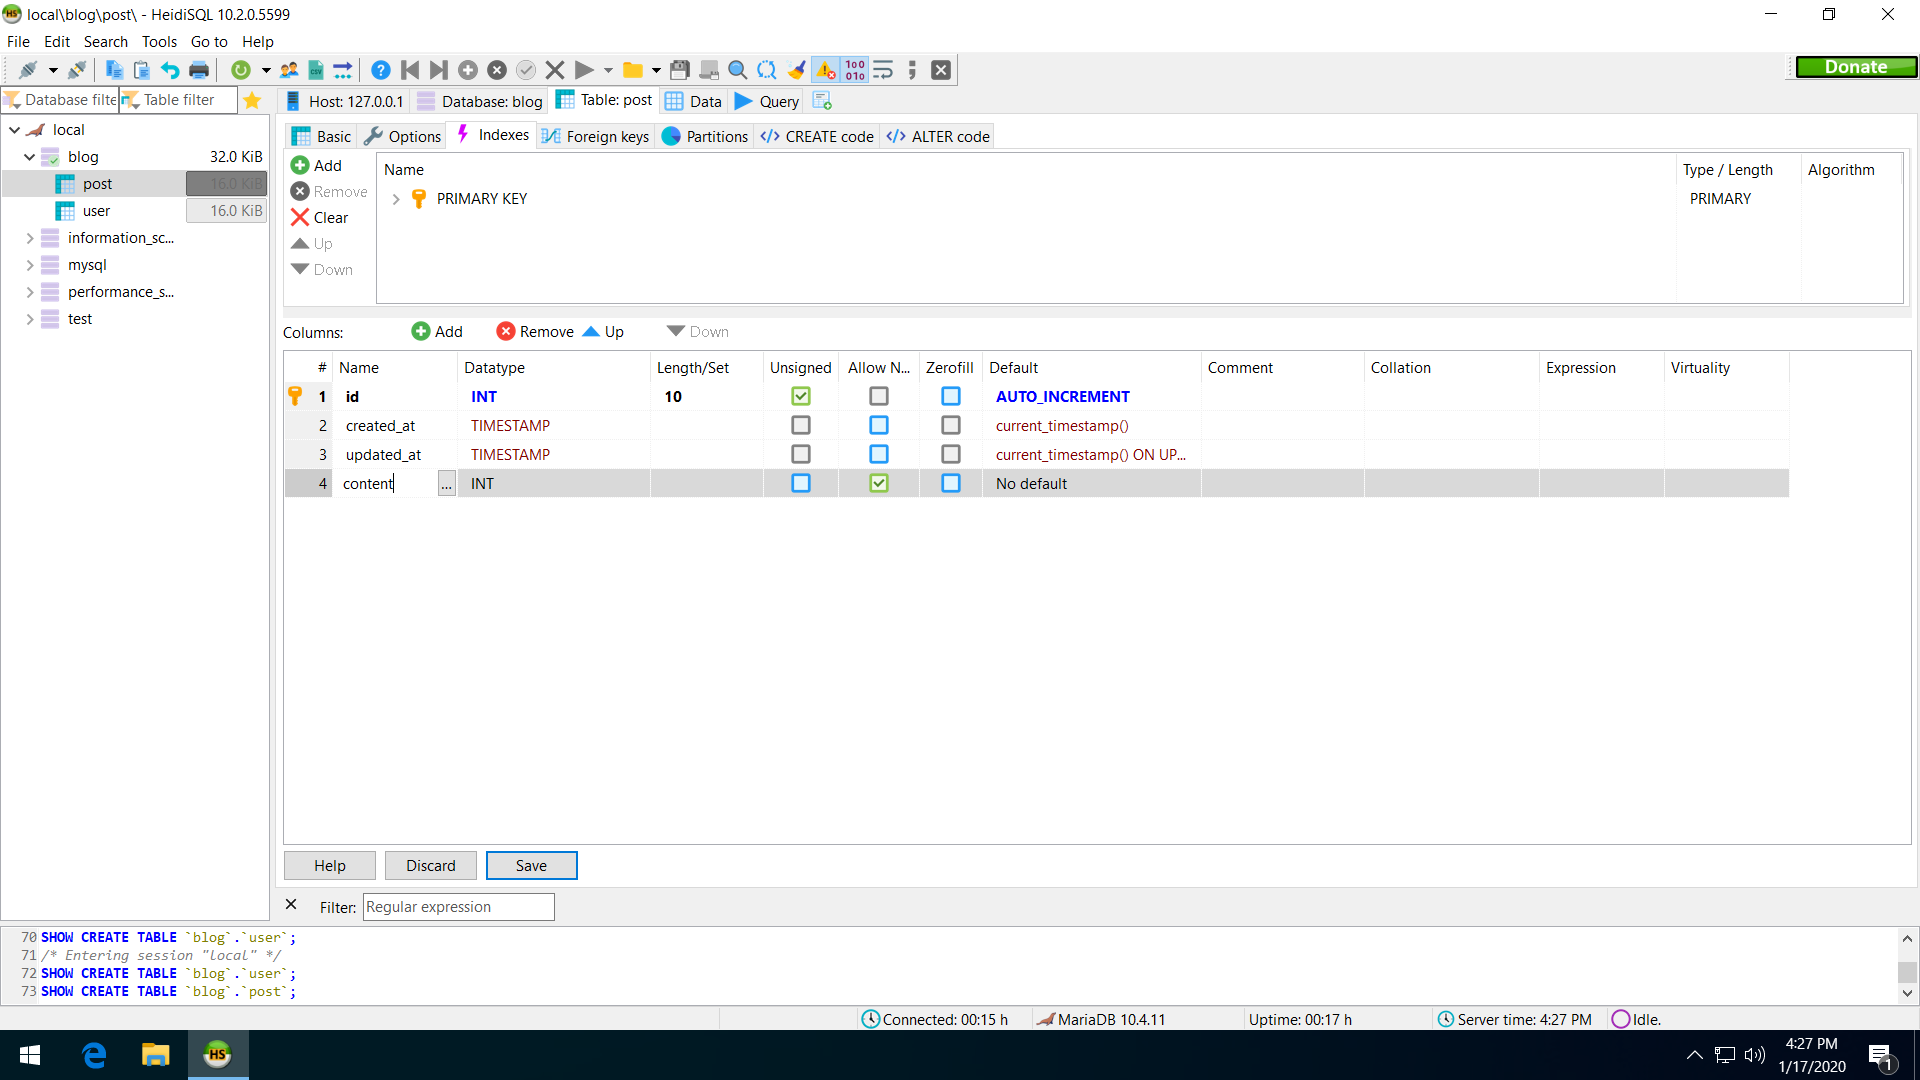 local\blog\post\ - HeidiSQL 10.2.0.5599
File Edit Search Tools Go to Help
Donate
Database filte Table filter
Host: 127.0.0.1 Database: blog Table: post Data Query
local
blog 32.0 KiB
post 16.0 KiB
user 16.0 KiB
information_sc...
mysql
performance_s...
test
Basic Options Indexes Foreign keys Partitions CREATE code ALTER code
Add
Remove
Clear
Up
Down
Name Type / Length Algorithm
PRIMARY KEY PRIMARY
Columns: Add Remove Up Down
# Name Datatype Length/Set Unsigned Allow N... Zerofill Default Comment Collation Expression Virtuality
1 id INT 10 AUTO_INCREMENT
2 created_at TIMESTAMP current_timestamp()
3 updated_at TIMESTAMP current_timestamp() ON UP...
4 content ... INT No default
Help Discard Save
Filter: Regular expression
70 SHOW CREATE TABLE `blog`.`user`;
71 /* Entering session "local" */
72 SHOW CREATE TABLE `blog`.`user`;
73 SHOW CREATE TABLE `blog`.`post`;
Connected: 00:15 h MariaDB 10.4.11 Uptime: 00:17 h Server time: 4:27 PM Idle.
HS
4:27 PM
1/17/2020
1